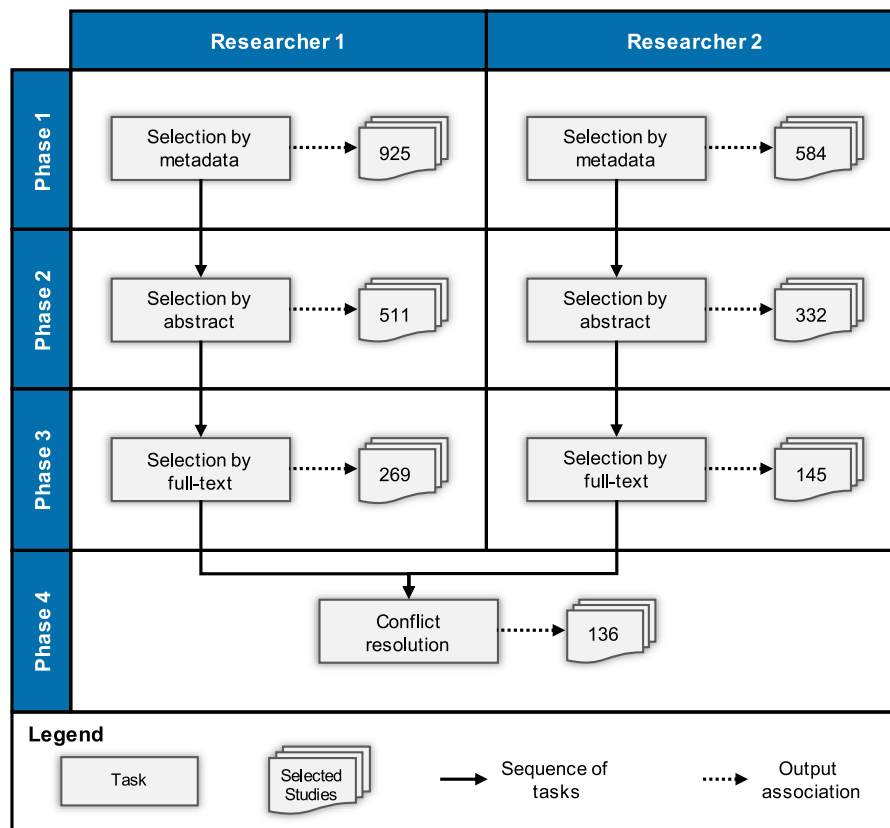 Researcher 1
Researcher 2
Phase 1
Selection by
metadata
925
Selection by
metadata
584
Phase 2
Selection by
abstract
511
Selection by
abstract
332
Phase 3
Selection by
full-text
269
Selection by
full-text
145
Phase 4
Conflict
resolution
136
Legend
Task
Selected
Studies
Sequence of
tasks
Output
association